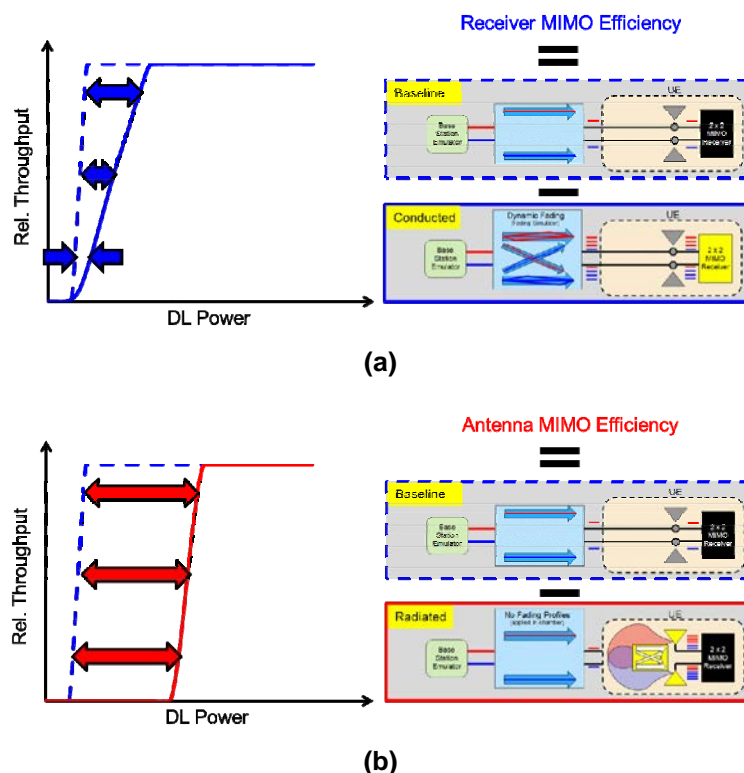 Receiver MIMO Efficiency
Rel. Throughput
DL Power
Baseline
UE
Base
Station
Emulator
2 x 2
MIMO
Receiver
Conducted
Dynamic Fading
(Fading Simulator)
UE
Base
Station
Emulator
2 x 2
MIMO
Receiver
(a)
Antenna MIMO Efficiency
Rel. Throughput
DL Power
Baseline
UE
Base
Station
Emulator
2 x 2
MIMO
Receiver
Radiated
No Fading Profiles
(applied in chamber)
UE
Base
Station
Emulator
2 x 2
MIMO
Receiver
(b)